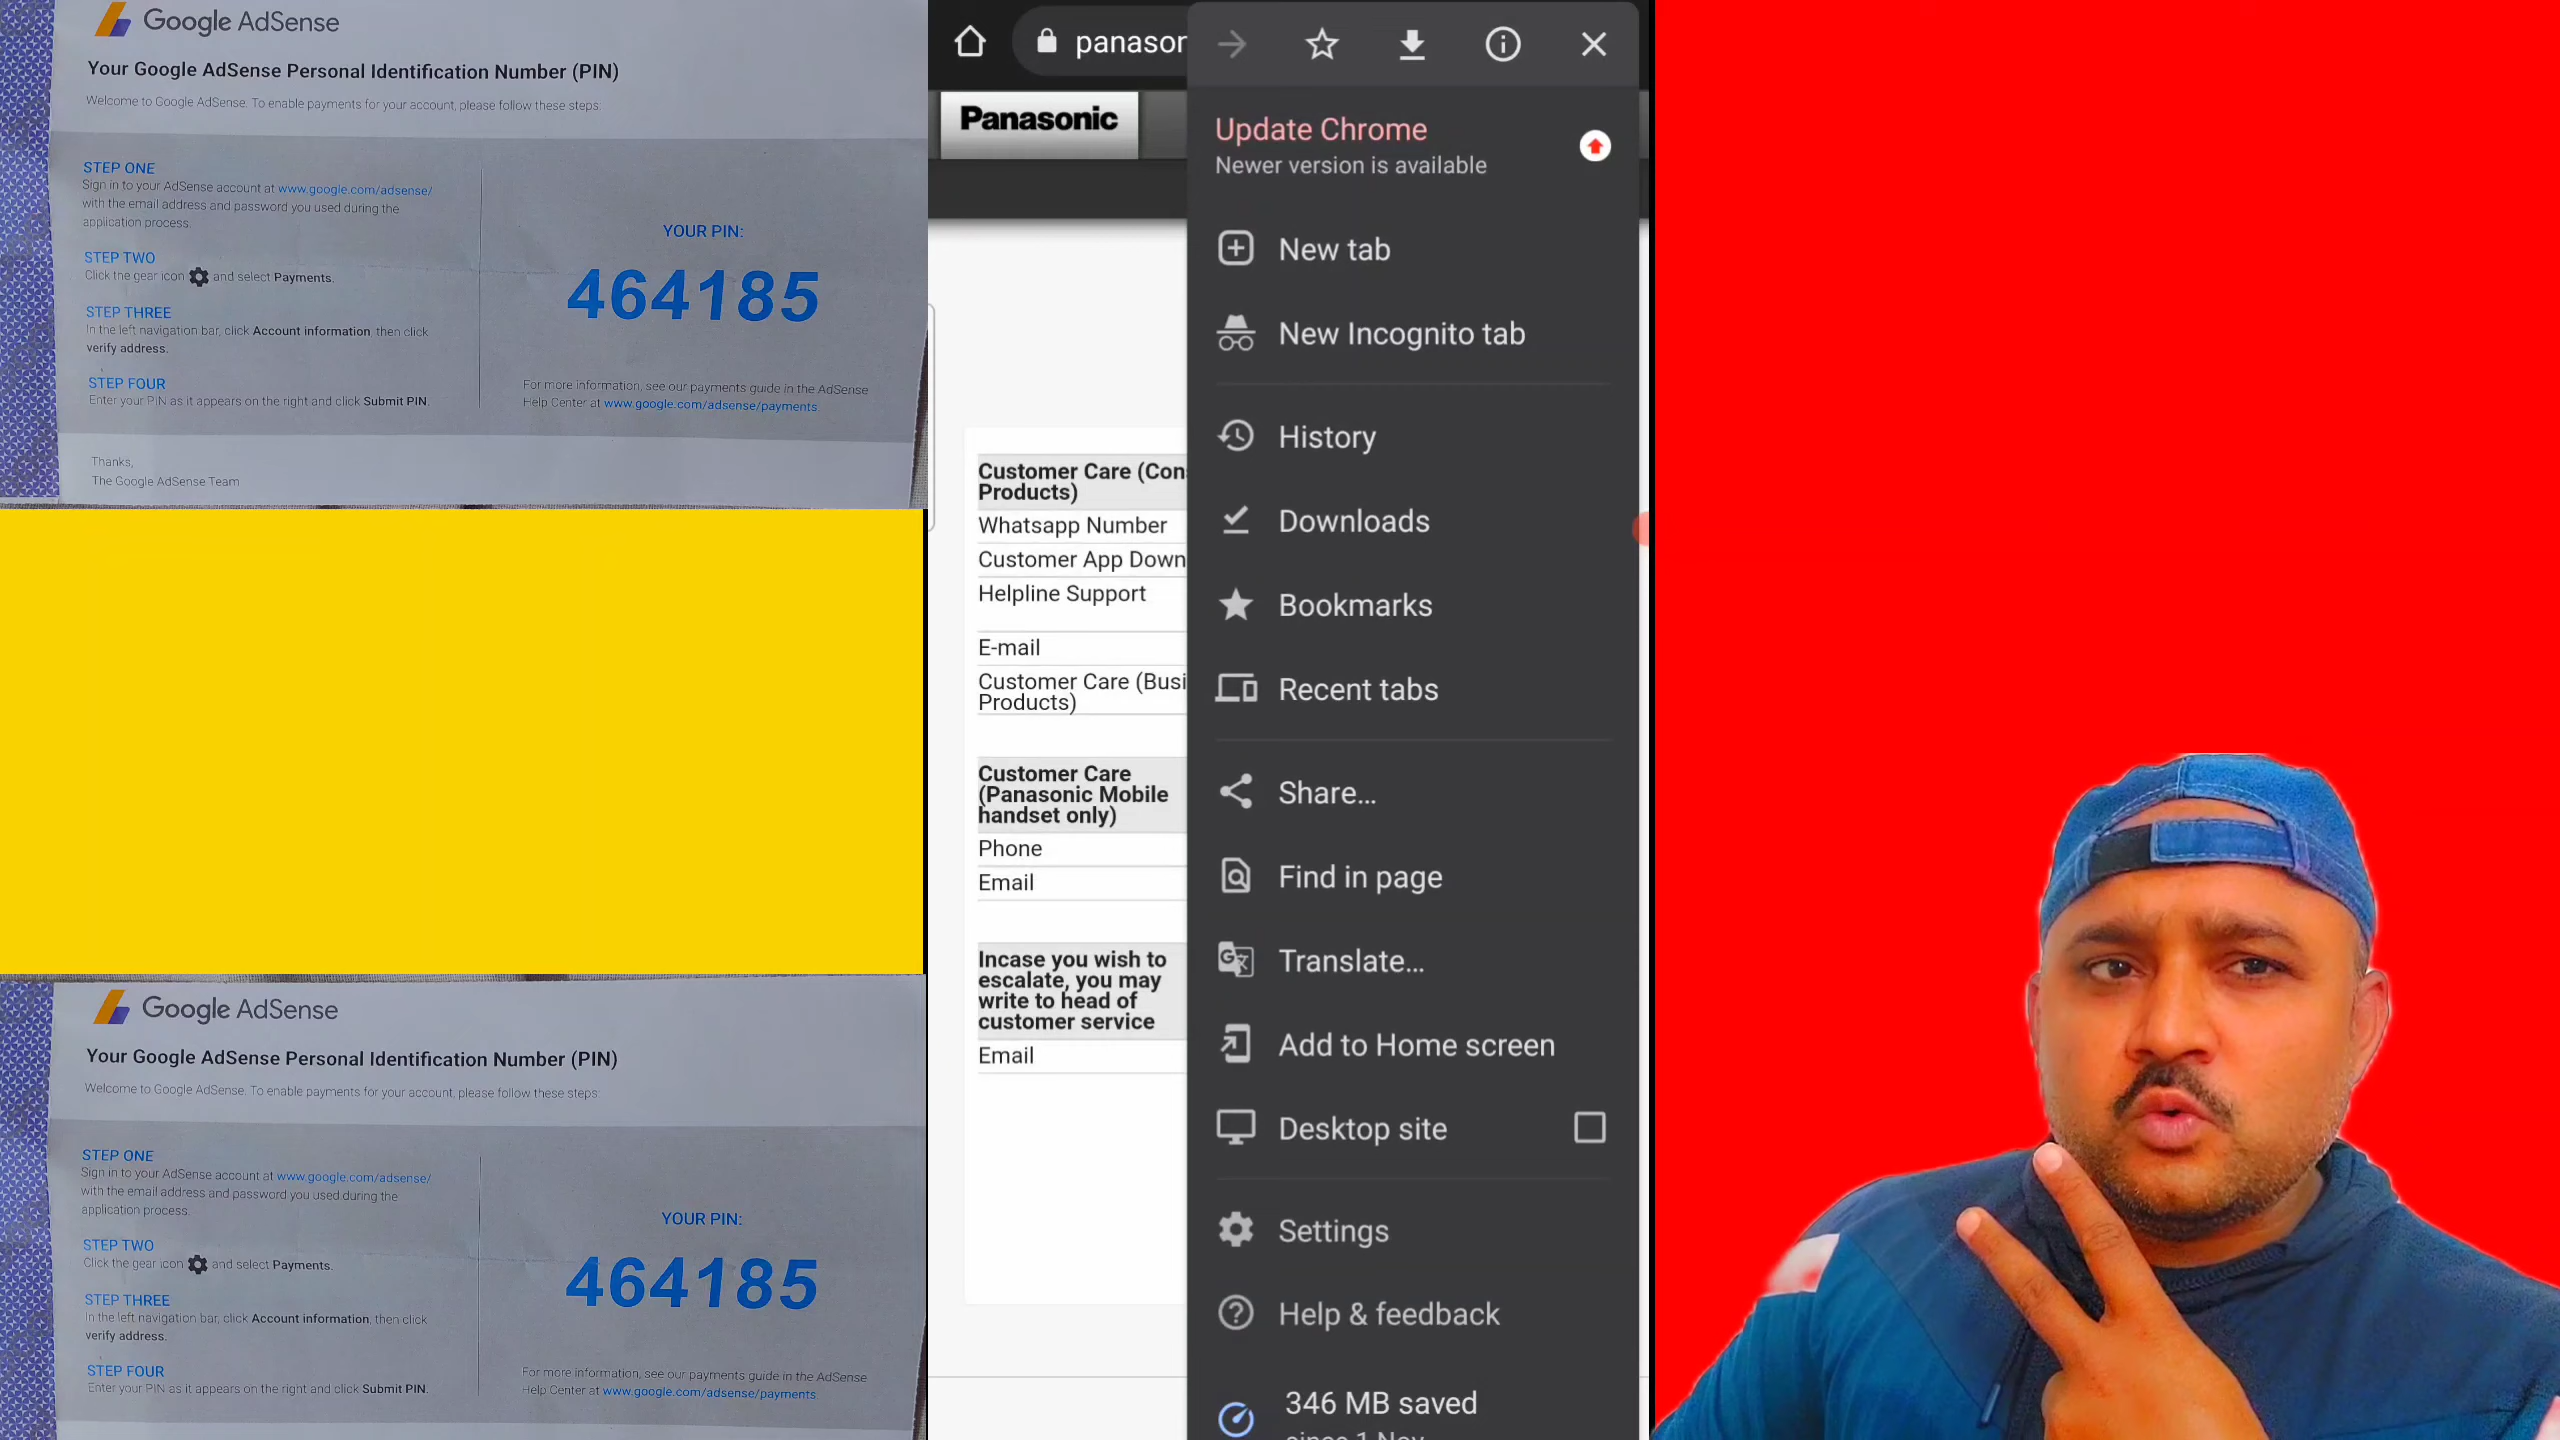 Google AdSense
Your Google AdSense Personal Identification Number (PIN)
Welcome to Google AdSense. To enable payments for your account, please follow these steps:
STEP ONE
Sign in to your AdSense account at www.google.com/adsense/
with the email address and password you used during the
application process.
STEP TWO
Click the gear icon and select Payments.
STEP THREE
In the left navigation bar, click Account information, then click
verify address.
STEP FOUR
Enter your PIN as it appears on the right and click Submit PIN.
YOUR PIN:
464185
For more information, see our payments guide in the AdSense
Help Center at www.google.com/adsense/payments
Thanks,
The Google AdSense Team
Google AdSense
Your Google AdSense Personal Identification Number (PIN)
Welcome to Google AdSense. To enable payments for your account, please follow these steps:
STEP ONE
Sign in to your AdSense account at www.google.com/adsense/
with the email address and password you used during the
application process.
STEP TWO
Click the gear icon and select Payments.
STEP THREE
In the left navigation bar, click Account information, then click
verify address.
STEP FOUR
Enter your PIN as it appears on the right and click Submit PIN.
YOUR PIN:
464185
For more information, see our payments guide in the AdSense
Help Center at www.google.com/adsense/payments
panasor
Panasonic
Customer Care (Cons
Products)
Whatsapp Number
Customer App Down
Helpline Support
E-mail
Customer Care (Busi
Products)
Customer Care
(Panasonic Mobile
handset only)
Phone
Email
Incase you wish to
escalate, you may
write to head of
customer service
Email
Update Chrome
Newer version is available
New tab
New Incognito tab
History
Downloads
Bookmarks
Recent tabs
Share...
Find in page
Translate...
Add to Home screen
Desktop site
Settings
Help & feedback
346 MB saved
since 1 Nov